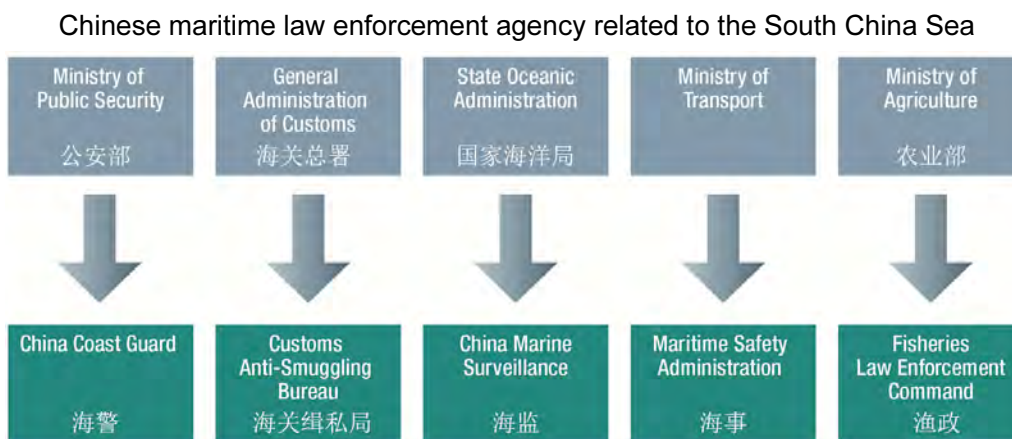 Chinese maritime law enforcement agency related to the South China Sea
Ministry of
Public Security
公安部
General
Administration
of Customs
海关总署
State Oceanic
Administration
国家海洋局
Ministry of
Transport
Ministry of
Agriculture
农业部
China Coast Guard
海警
Customs
Anti-Smuggling
Bureau
海关缉私局
China Marine
Surveillance
海监
Maritime Safety
Administration
海事
Fisheries
Law Enforcement
Command
渔政